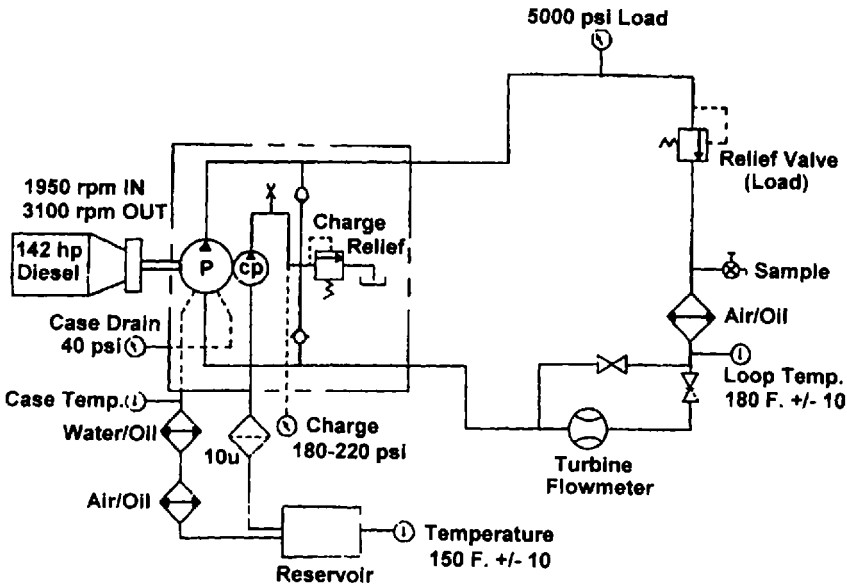 5000 psi Load
Relief Valve
(Load)
1950 rpm IN
3100 rpm OUT
142 hp
Diesel
P
cp
Charge
Relief
Sample
Air/Oil
Case Drain
40 psi
Loop Temp.
180 F. +/- 10
Case Temp.
Water/Oil
10u
Charge
180-220 psi
Turbine
Flowmeter
Air/Oil
Temperature
150 F. +/- 10
Reservoir